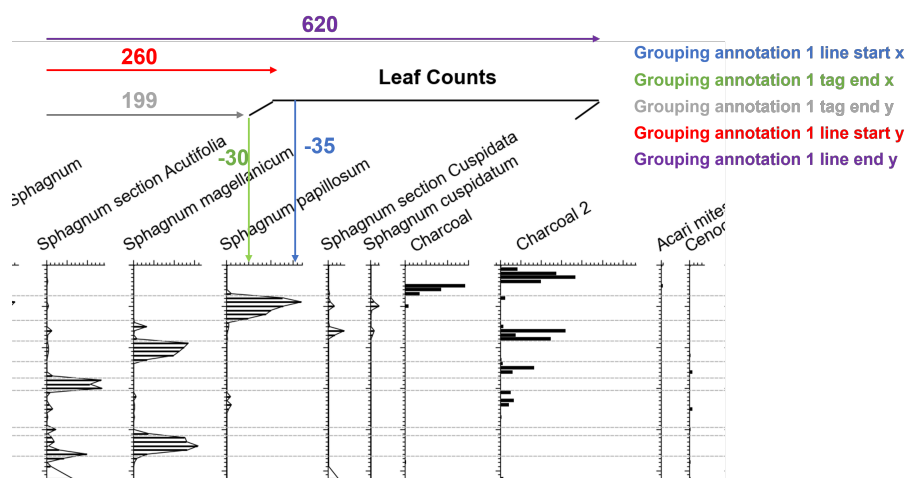 620
260
199
Leaf Counts
-30
-35
Grouping annotation 1 line start x
Grouping annotation 1 tag end x
Grouping annotation 1 tag end y
Grouping annotation 1 line start y
Grouping annotation 1 line end y
Sphagnum
Sphagnum section Acutifolia
Sphagnum magellanicum
Sphagnum papillosum
Sphagnum section Cuspidata
Sphagnum cuspidatum
Charcoal
Charcoal 2
Acari mites
Cenoc